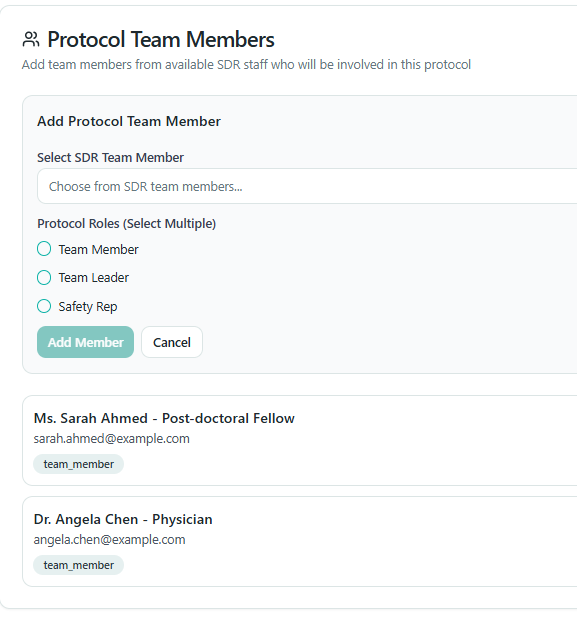 Protocol Team Members
Add team members from available SDR staff who will be involved in this protocol
Add Protocol Team Member
Select SDR Team Member
Choose from SDR team members...
Protocol Roles (Select Multiple)
Team Member
Team Leader
Safety Rep
Add Member Cancel
Ms. Sarah Ahmed - Post-doctoral Fellow
sarah.ahmed@example.com
team_member
Dr. Angela Chen - Physician
angela.chen@example.com
team_member